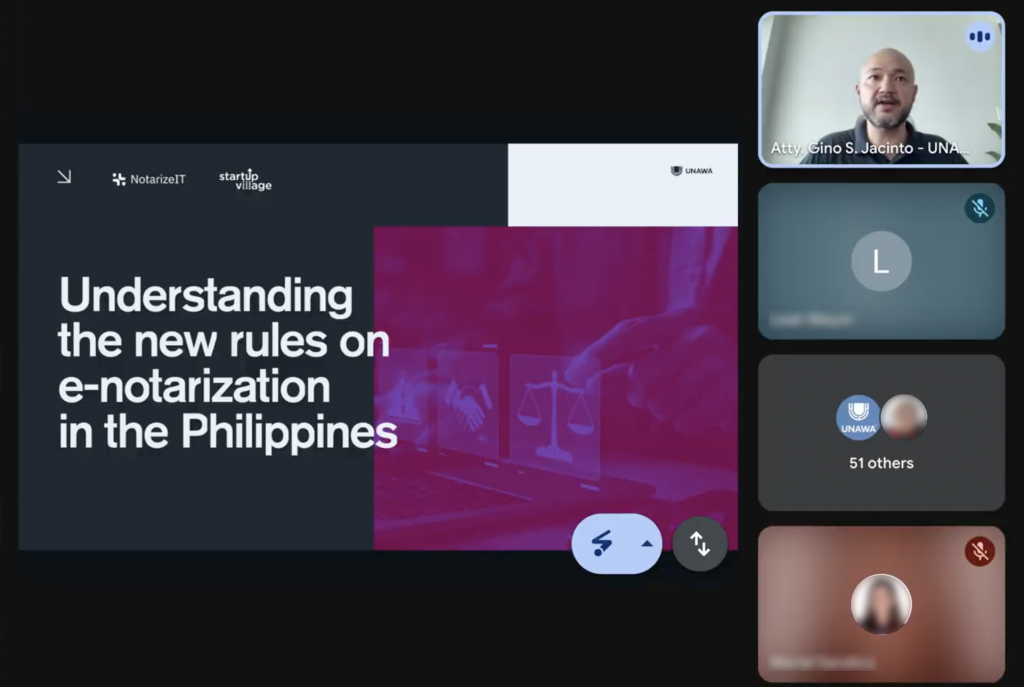 NotarizeIT
startup
village
UNAWA
Understanding
the new rules on
e-notarization
in the Philippines
Atty. Gino S. Jacinto - UNA...
L
UNAWA
51 others